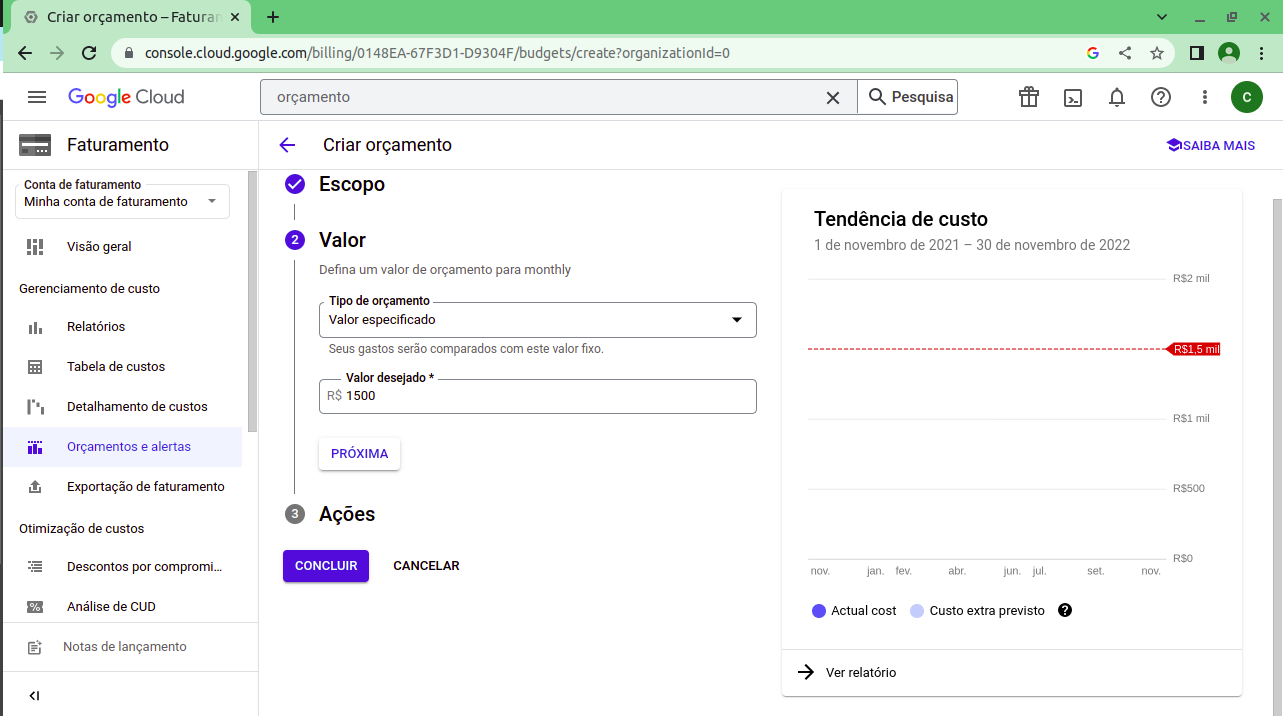 Criar orçamento – Faturam
console.cloud.google.com/billing/0148EA-67F3D1-D9304F/budgets/create?organizationId=0
Google Cloud
orçamento
Pesquisa
C
Faturamento
Criar orçamento
SAIBA MAIS
Conta de faturamento
Minha conta de faturamento
Visão geral
Gerenciamento de custo
Relatórios
Tabela de custos
Detalhamento de custos
Orçamentos e alertas
Exportação de faturamento
Otimização de custos
Descontos por compromi...
Análise de CUD
Notas de lançamento
Escopo
2 Valor
Defina um valor de orçamento para monthly
Tipo de orçamento
Valor especificado
Seus gastos serão comparados com este valor fixo.
Valor desejado *
R$ 1500
PRÓXIMA
3 Ações
CONCLUIR CANCELAR
Tendência de custo
1 de novembro de 2021 – 30 de novembro de 2022
R$2 mil
R$1,5 mil
R$1 mil
R$500
R$0
nov. jan. fev. abr. jun. jul. set. nov.
Actual cost Custo extra previsto ?
Ver relatório